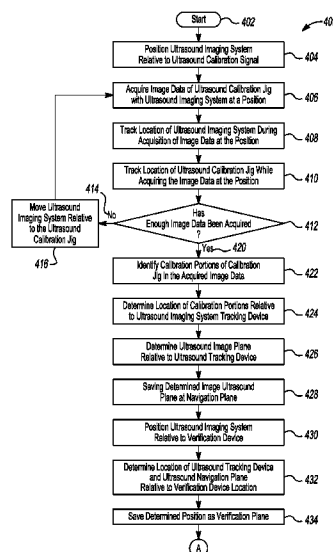 Start
402
40
Position Ultrasound Imaging System
Relative to Ultrasound Calibration Signal
404
Acquire Image Data of Ultrasound Calibration Jig
with Ultrasound Imaging System at a Position
406
Track Location of Ultrasound Imaging System During
Acquisition of Image Data at the Position
408
Track Location of Ultrasound Calibration Jig While
Acquiring the Image Data at the Position
410
414
No
Move Ultrasound
Imaging System Relative
to the Ultrasound
Calibration Jig
416
Has
Enough Image Data Been Acquired
?
412
Yes
420
Identify Calibration Portions of Calibration
Jig in the Acquired Image Data
422
Determine Location of Calibration Portions Relative
to Ultrasound Imaging System Tracking Device
424
Determine Ultrasound Image Plane
Relative to Ultrasound Tracking Device
426
Saving Determined Image Ultrasound
Plane at Navigation Plane
428
Position Ultrasound Imaging System
Relative to Verification Device
430
Determine Location of Ultrasound Tracking Device
and Ultrasound Navigation Plane
Relative to Verification Device Location
432
Save Determined Position as Verification Plane
434
A